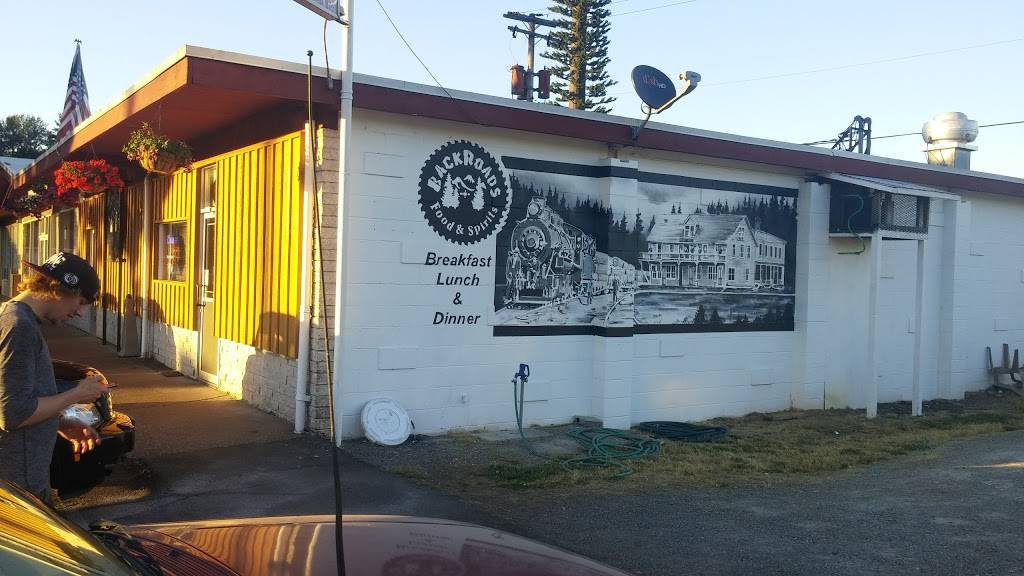 BACKROADS
Food & Spirits
Breakfast
Lunch
&
Dinner